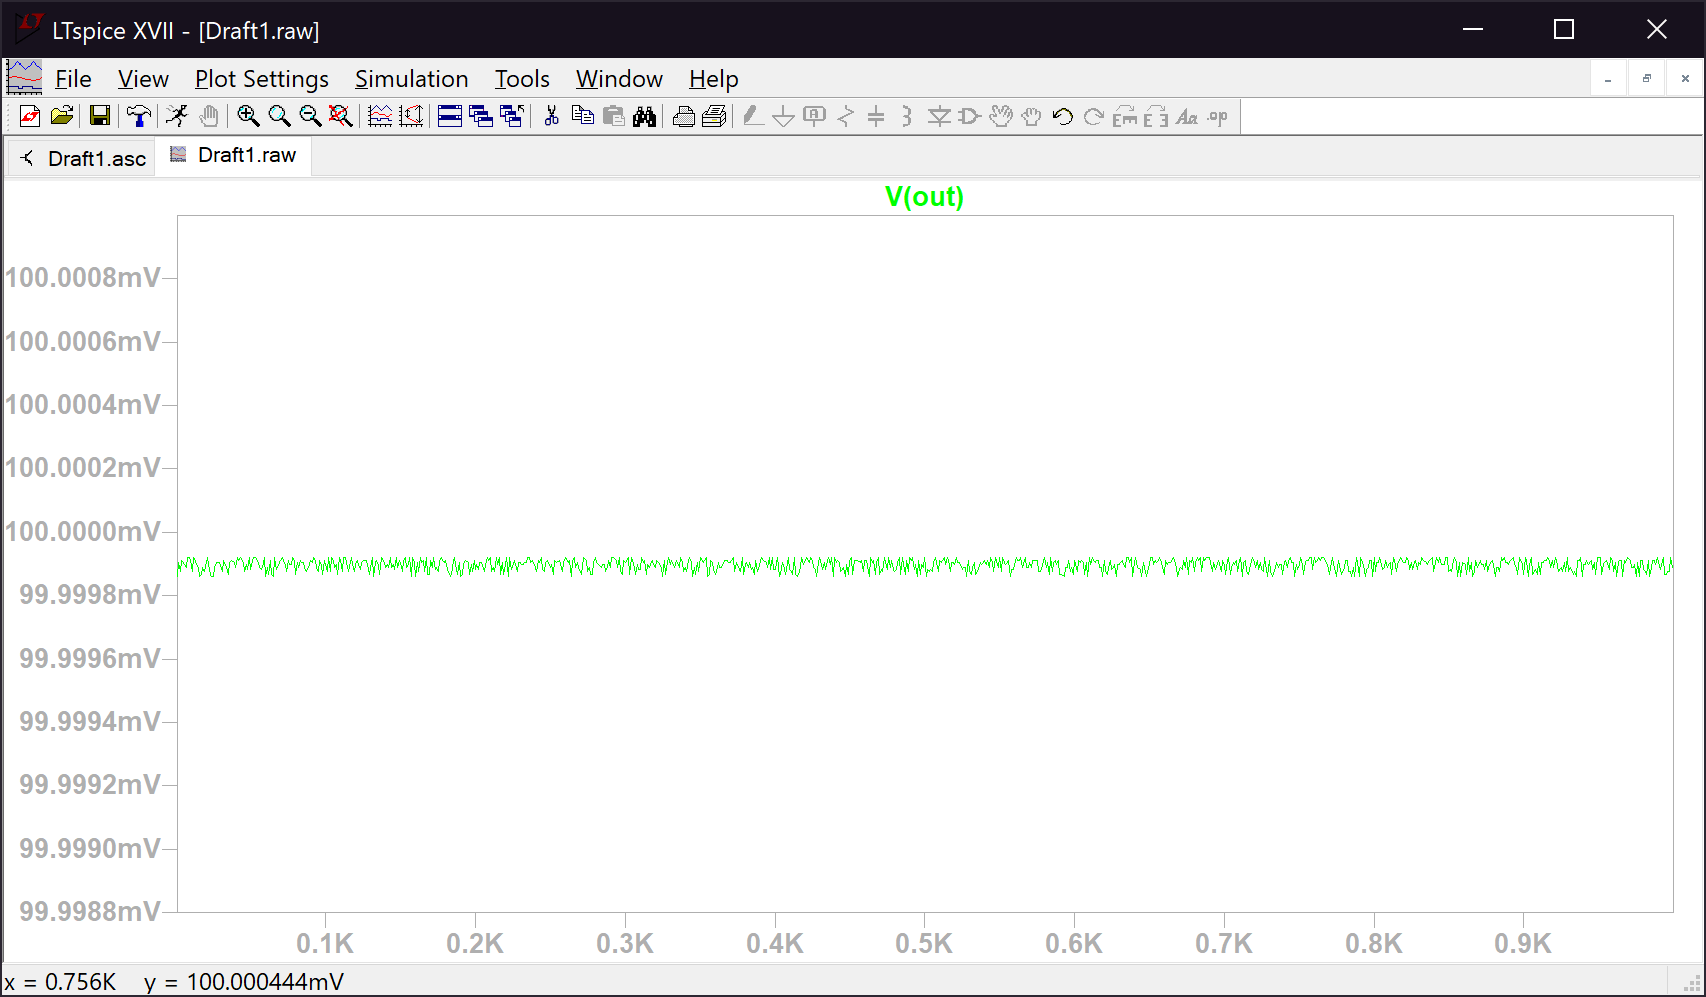 LTspice XVII - [Draft1.raw]
File View Plot Settings Simulation Tools Window Help
Draft1.asc Draft1.raw
V(out)
100.0008mV
100.0006mV
100.0004mV
100.0002mV
100.0000mV
99.9998mV
99.9996mV
99.9994mV
99.9992mV
99.9990mV
99.9988mV
0.1K 0.2K 0.3K 0.4K 0.5K 0.6K 0.7K 0.8K 0.9K
x = 0.756K y = 100.000444mV